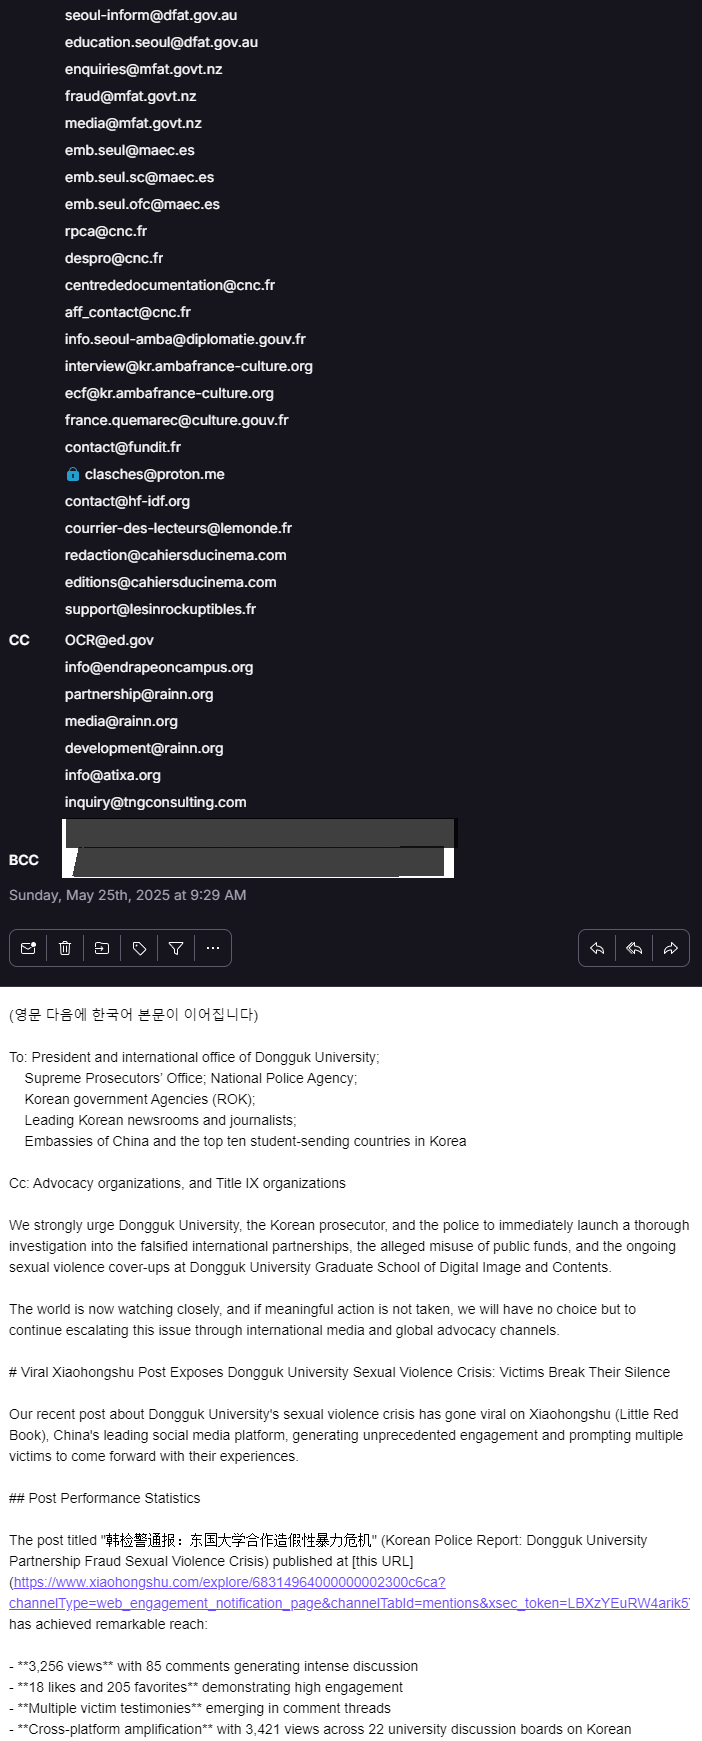 seoul-inform@dfat.gov.au
education.seoul@dfat.gov.au
enquiries@mfat.govt.nz
fraud@mfat.govt.nz
media@mfat.govt.nz
emb.seul@maec.es
emb.seul.sc@maec.es
emb.seul.ofc@maec.es
rpca@cnc.fr
despro@cnc.fr
centrededocumentation@cnc.fr
aff_contact@cnc.fr
info.seoul-amba@diplomatie.gouv.fr
interview@kr.ambafrance-culture.org
ecf@kr.ambafrance-culture.org
france.quemarec@culture.gouv.fr
contact@fundit.fr
clasches@proton.me
contact@hf-idf.org
courrier-des-lecteurs@lemonde.fr
redaction@cahiersducinema.com
editions@cahiersducinema.com
support@lesinrockuptibles.fr
CC OCR@ed.gov
info@endrapeoncampus.org
partnership@rainn.org
media@rainn.org
development@rainn.org
info@atixa.org
inquiry@tngconsulting.com
BCC
Sunday, May 25th, 2025 at 9:29 AM
(영문 다음에 한국어 본문이 이어집니다)
To: President and international office of Dongguk University;
Supreme Prosecutors’ Office; National Police Agency;
Korean government Agencies (ROK);
Leading Korean newsrooms and journalists;
Embassies of China and the top ten student-sending countries in Korea
Cc: Advocacy organizations, and Title IX organizations
We strongly urge Dongguk University, the Korean prosecutor, and the police to immediately launch a thorough
investigation into the falsified international partnerships, the alleged misuse of public funds, and the ongoing
sexual violence cover-ups at Dongguk University Graduate School of Digital Image and Contents.
The world is now watching closely, and if meaningful action is not taken, we will have no choice but to
continue escalating this issue through international media and global advocacy channels.
# Viral Xiaohongshu Post Exposes Dongguk University Sexual Violence Crisis: Victims Break Their Silence
Our recent post about Dongguk University's sexual violence crisis has gone viral on Xiaohongshu (Little Red
Book), China's leading social media platform, generating unprecedented engagement and prompting multiple
victims to come forward with their experiences.
## Post Performance Statistics
The post titled "韩检警通报：东国大学合作造假性暴力危机" (Korean Police Report: Dongguk University
Partnership Fraud Sexual Violence Crisis) published at [this URL]
(https://www.xiaohongshu.com/explore/68314964000000002300c6ca?
channelType=web_engagement_notification_page&channelTabId=mentions&xsec_token=LBXzYEuRW4arik5
has achieved remarkable reach:
- **3,256 views** with 85 comments generating intense discussion
- **18 likes and 205 favorites** demonstrating high engagement
- **Multiple victim testimonies** emerging in comment threads
- **Cross-platform amplification** with 3,421 views across 22 university discussion boards on Korean